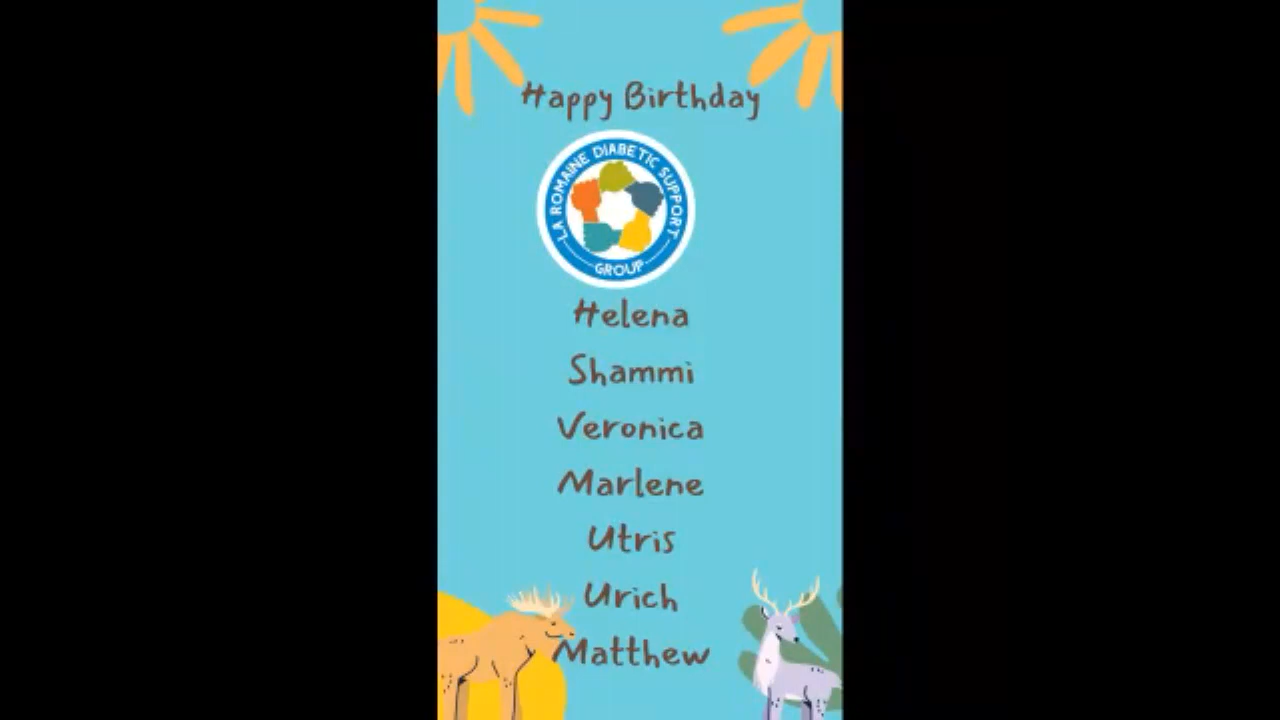 Happy Birthday
LA ROMAINE DIABETIC SUPPORT
GROUP
Helena
Shammi
Veronica
Marlene
Utris
Urich
Matthew